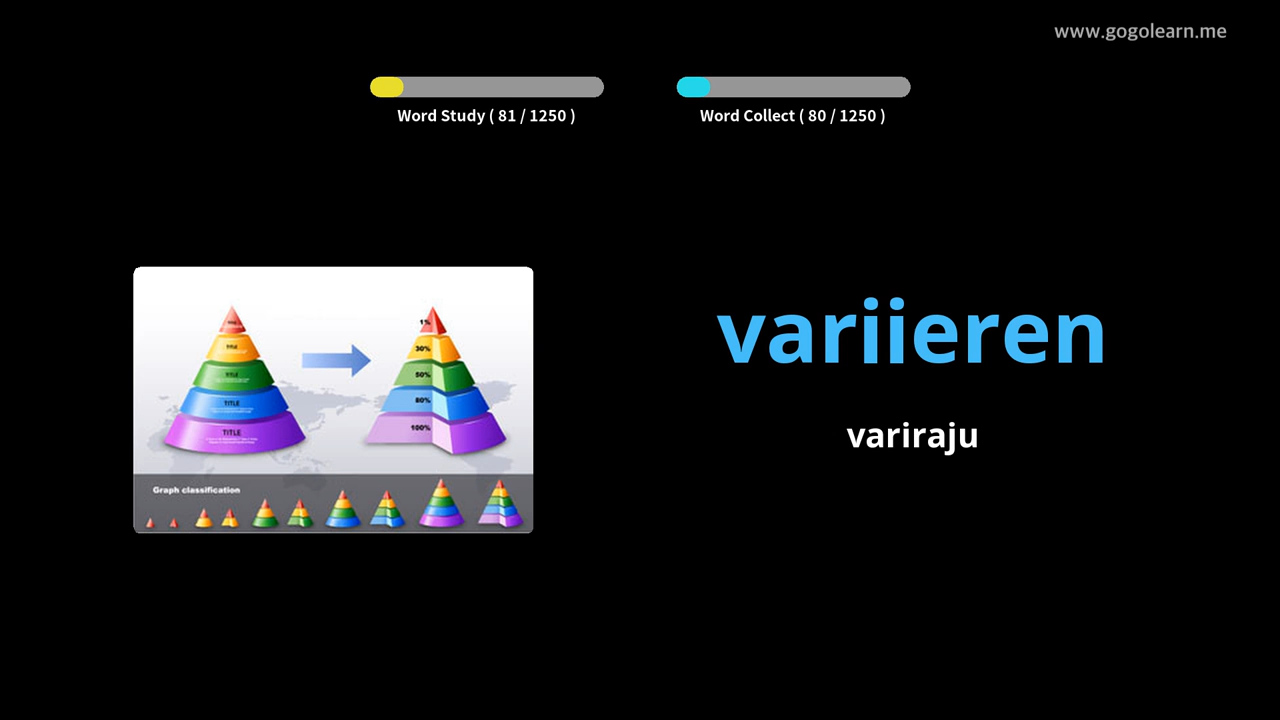 www.gogolearn.me
Word Study ( 81 / 1250 )
Word Collect ( 80 / 1250 )
variieren
variraju
TITLE
TITLE
TITLE
TITLE
1%
30%
50%
80%
100%
Graph classification